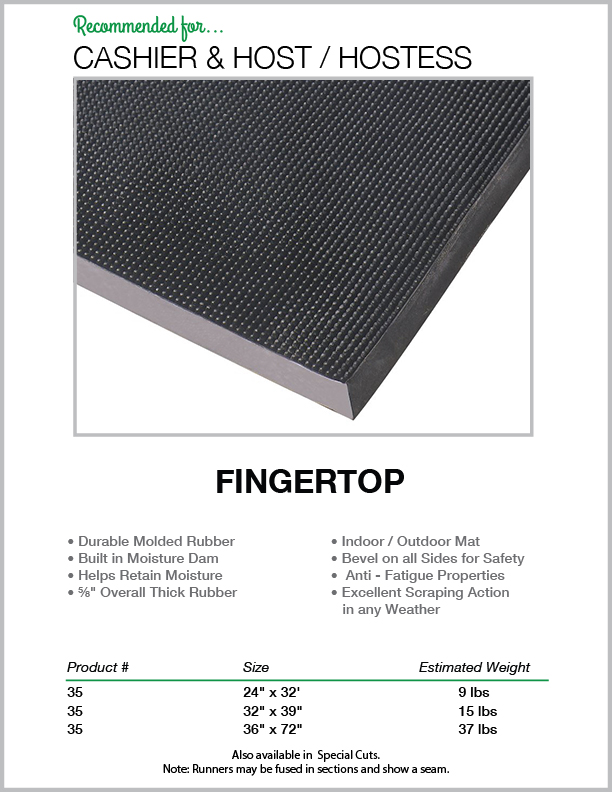 Recommended for...
CASHIER & HOST / HOSTESS
FINGERTOP
• Durable Molded Rubber
• Built in Moisture Dam
• Helps Retain Moisture
• ⅝" Overall Thick Rubber
• Indoor / Outdoor Mat
• Bevel on all Sides for Safety
• Anti - Fatigue Properties
• Excellent Scraping Action
in any Weather
Product # Size Estimated Weight
35 24" x 32' 9 lbs
35 32" x 39" 15 lbs
35 36" x 72" 37 lbs
Also available in Special Cuts.
Note: Runners may be fused in sections and show a seam.